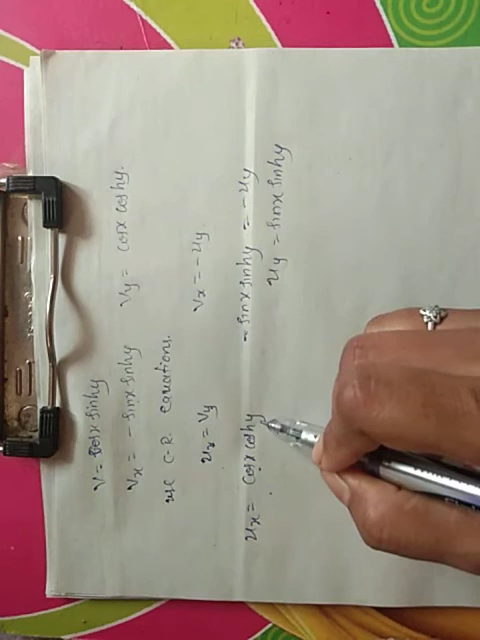 V = cosx sinhy
Vx = - sinx sinhy Vy = cosx coshy.
use C-R equations.
ux = Vy Vx = - uy
ux = cosx coshy - sinx sinhy = - uy
uy = sinx sinhy